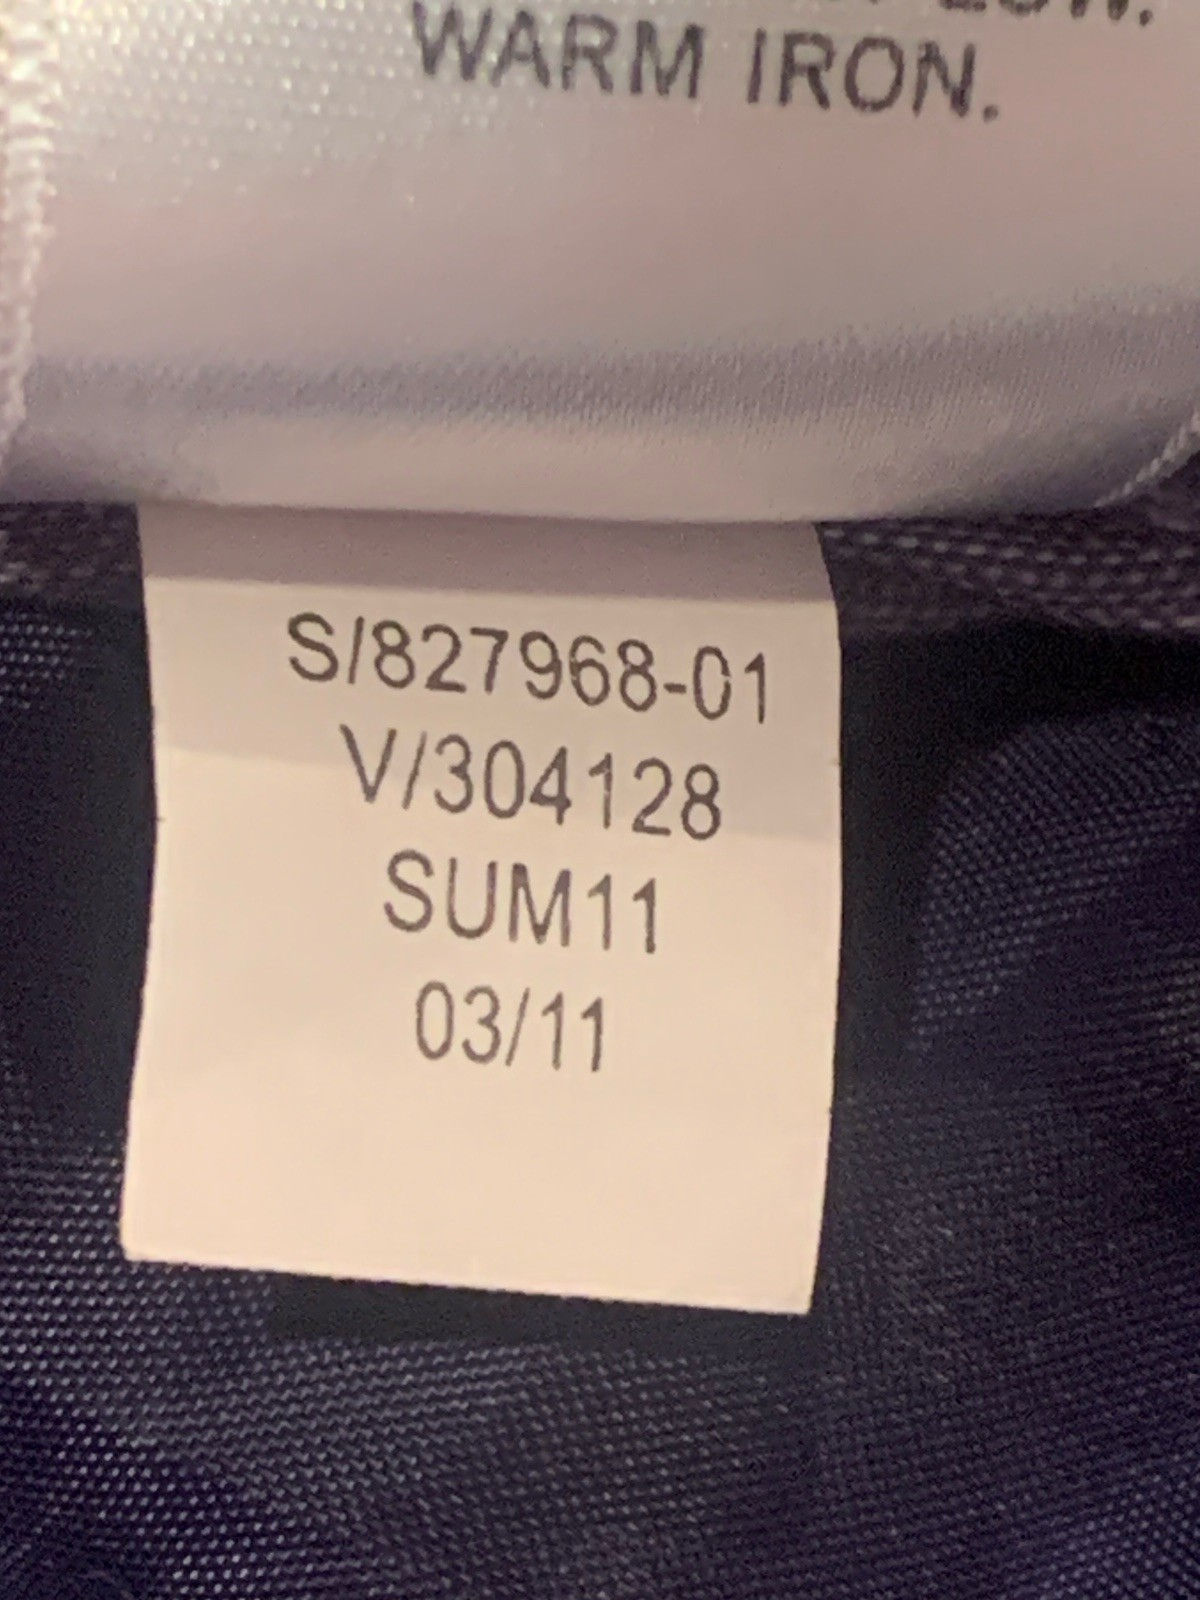 WARM IRON.
S/827968-01
V/304128
SUM11
03/11